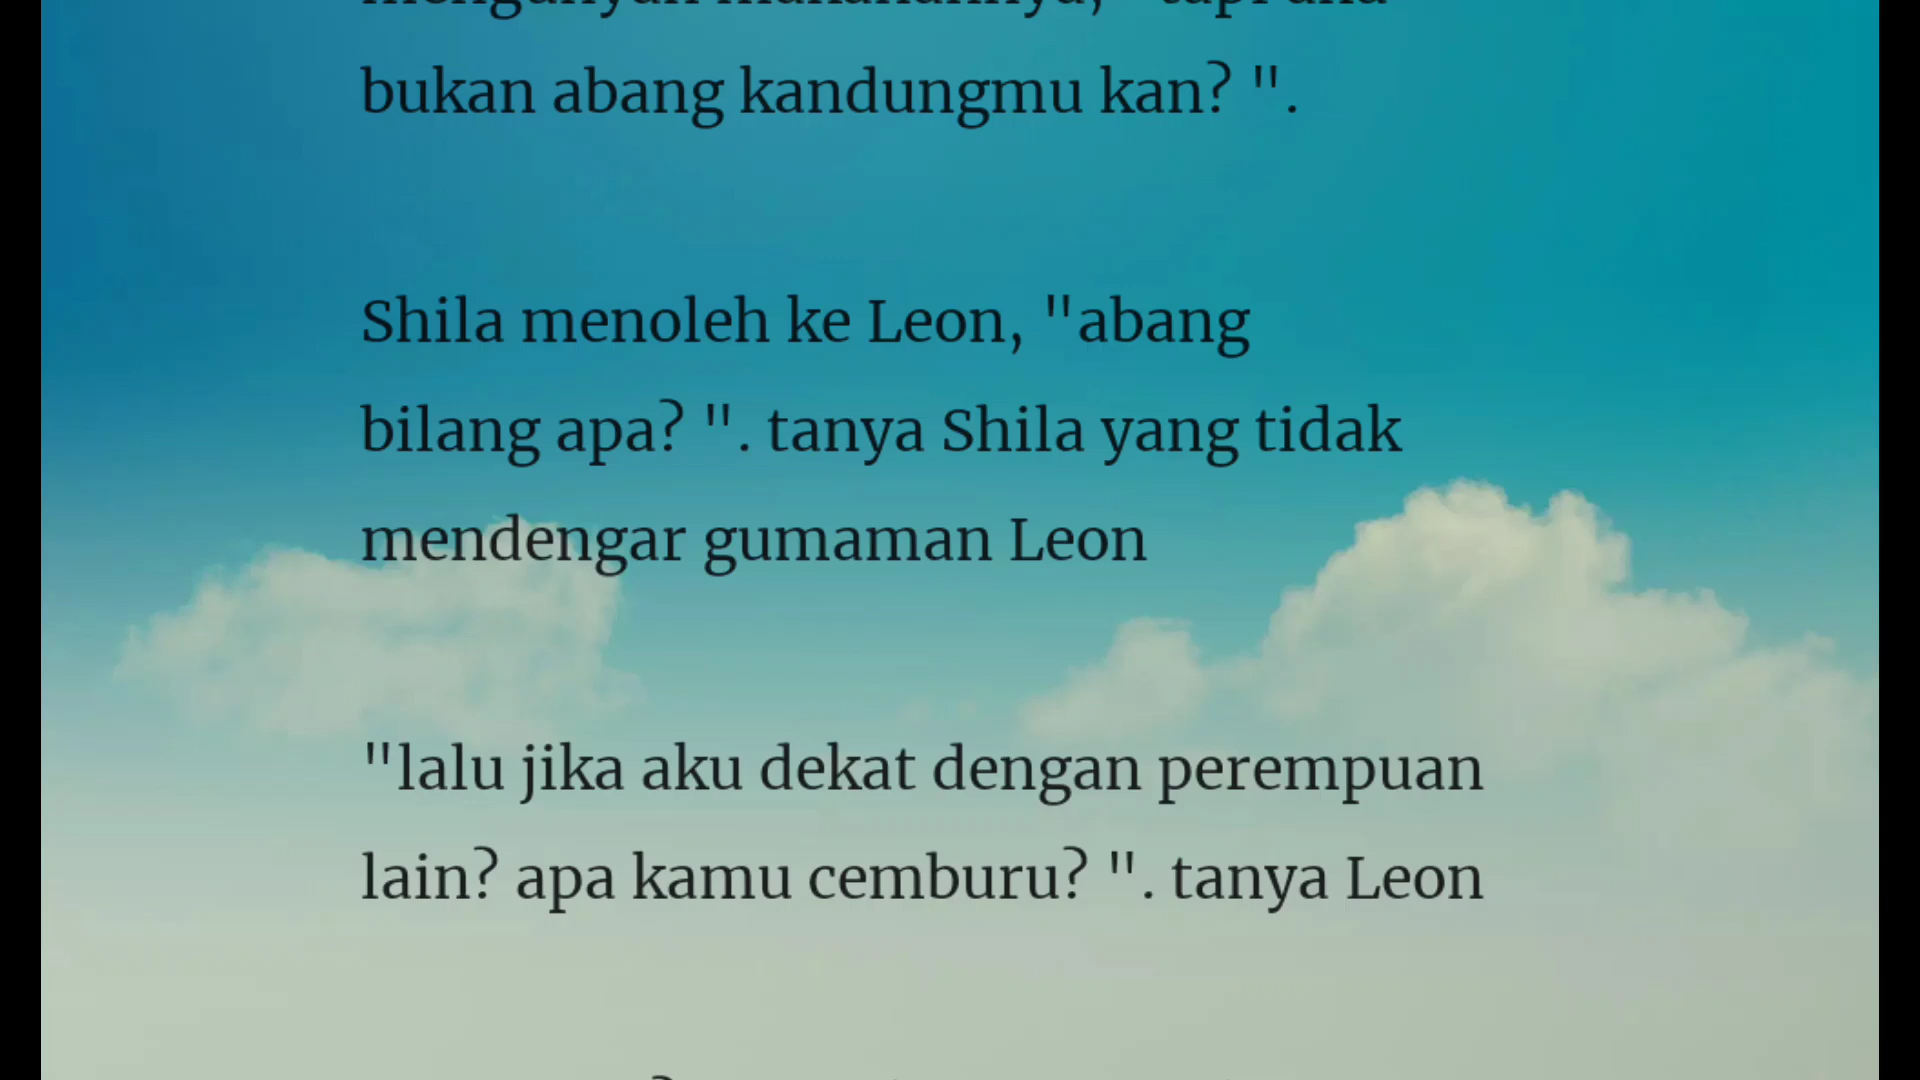 bukan abang kandungmu kan? ".
Shila menoleh ke Leon, "abang
bilang apa? ". tanya Shila yang tidak
mendengar gumaman Leon
"lalu jika aku dekat dengan perempuan
lain? apa kamu cemburu? ". tanya Leon